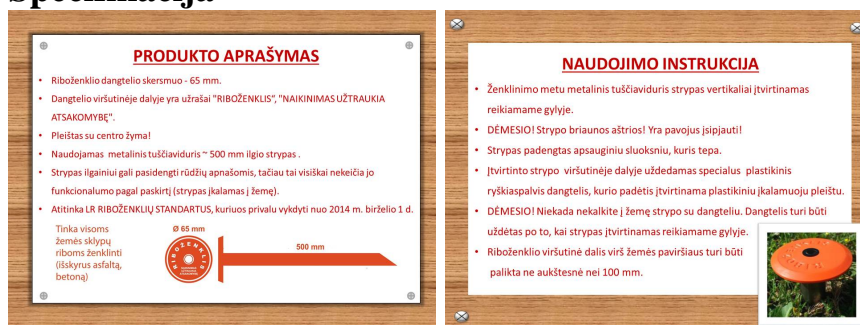 Specifikacija
PRODUKTO APRAŠYMAS
• Riboženklio dangtelio skersmuo - 65 mm.
• Dangtelio viršutinėje dalyje yra užrašai "RIBOŽENKLIS", "NAIKINIMAS UŽTRAUKIA
ATSAKOMYBĘ".
• Pleištas su centro žyma!
• Naudojamas metalinis tuščiaviduris ~ 500 mm ilgio strypas .
• Strypas ilgainiui gali pasidengti rūdžių apnašomis, tačiau tai visiškai nekeičia jo
funkcionalumo pagal paskirtį (strypas įkalamas į žemę).
• Atitinka LR RIBOŽENKLIŲ STANDARTUS, kuriuos privalu vykdyti nuo 2014 m. birželio 1 d.
Tinka visoms
žemės sklypų
riboms ženklinti
(išskyrus asfaltą,
betoną)
Ø 65 mm
RIBOŽENKLIS
500 mm
NAUDOJIMO INSTRUKCIJA
• Ženklinimo metu metalinis tuščiaviduris strypas vertikaliai įtvirtinamas
reikiamame gylyje.
• DĖMESIO! Strypo briaunos aštrios! Yra pavojus įsipjauti!
• Strypas padengtas apsauginiu sluoksniu, kuris tepa.
• Įtvirtinto strypo viršutinėje dalyje uždedamas specialus plastikinis
ryškiaspalvis dangtelis, kurio padėtis įtvirtinama plastikiniu įkalamuoju pleištu.
• DĖMESIO! Niekada nekalkite į žemę strypo su dangteliu. Dangtelis turi būti
uždėtas po to, kai strypas įtvirtinamas reikiamame gylyje.
• Riboženklio viršutinė dalis virš žemės paviršiaus turi būti
palikta ne aukštesnė nei 100 mm.